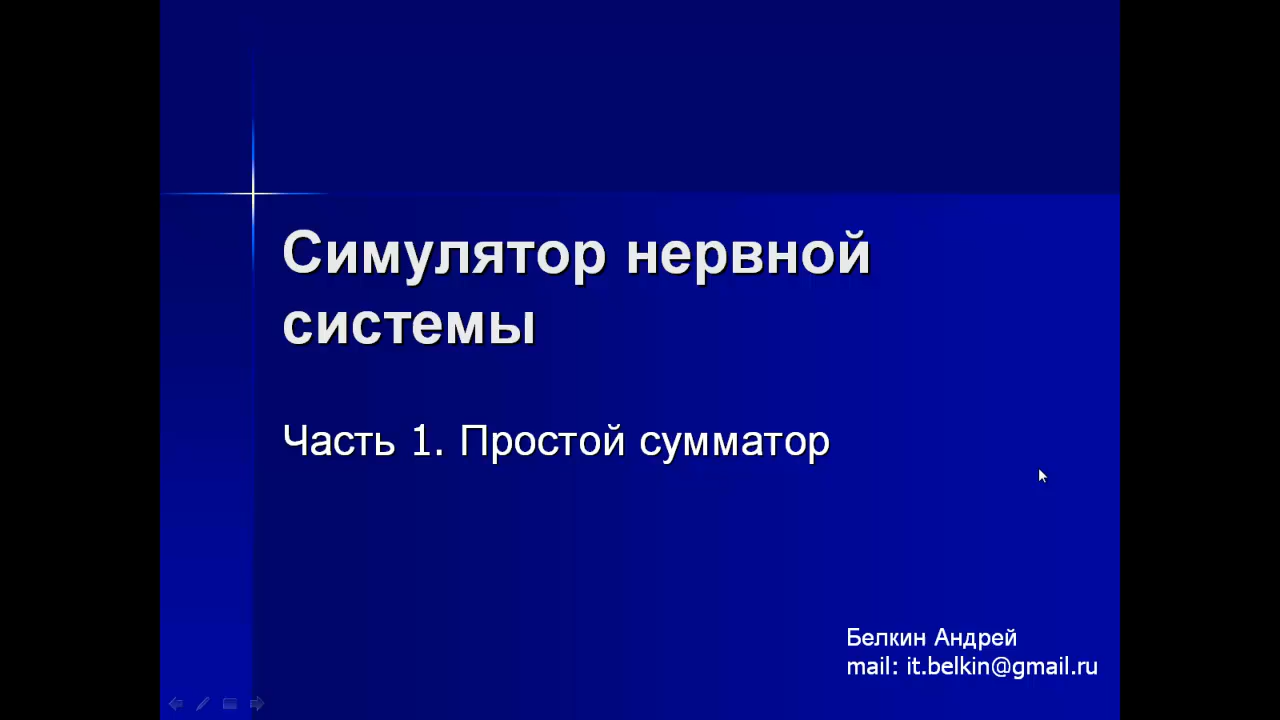 Симулятор нервной
системы
Часть 1. Простой сумматор
Белкин Андрей
mail: it.belkin@gmail.ru